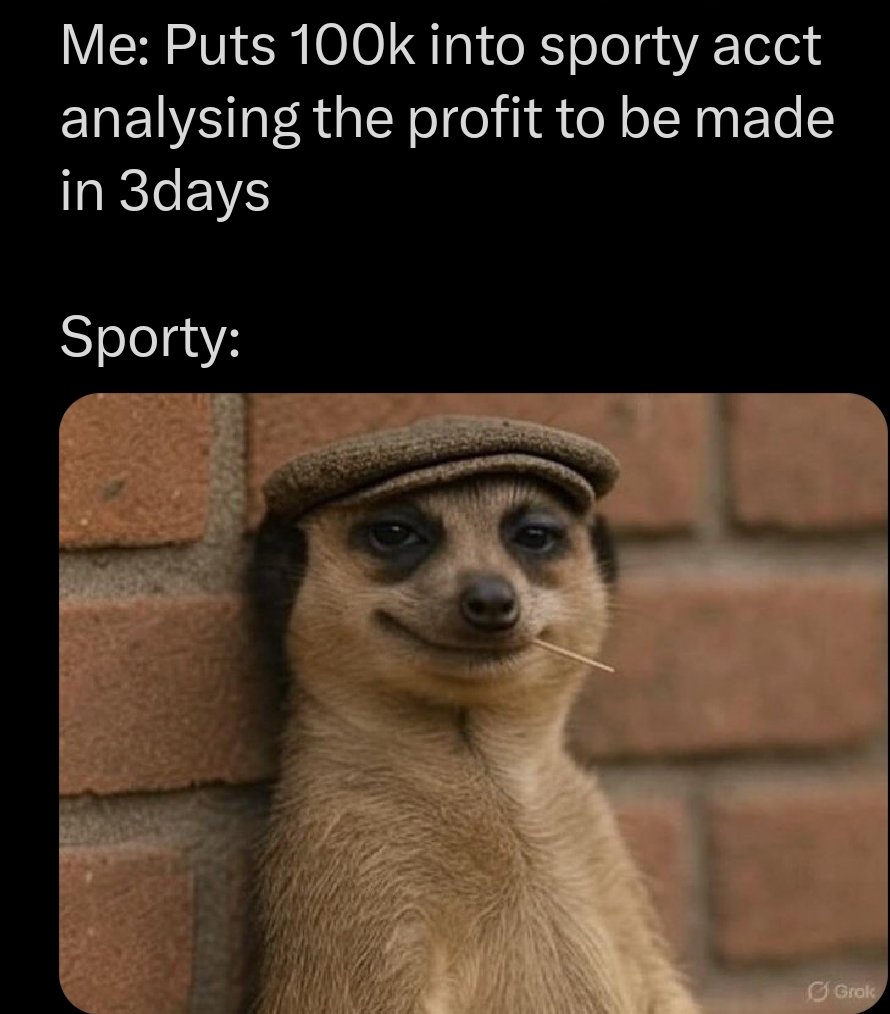 Me: Puts 100k into sporty acct
analysing the profit to be made
in 3days
Sporty:
Grok